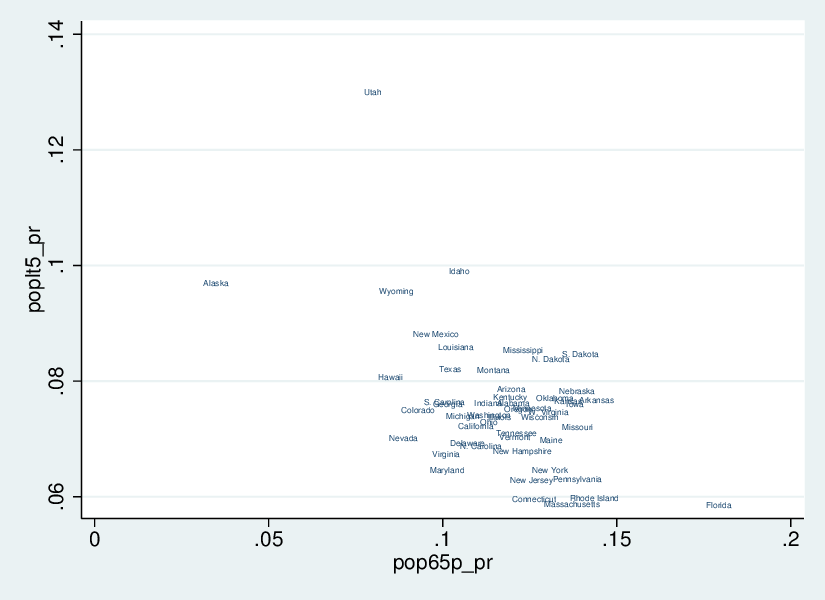 .14
Utah
.12
poplt5_pr
.1
Idaho
Alaska
Wyoming
New Mexico
Louisiana
Mississippi
S. Dakota
N. Dakota
Texas
Montana
.08
Hawaii
Arizona
Nebraska
Kentucky
Oklahoma
Kansas
Arkansas
S. Carolina
Georgia
Indiana
Alabama
Iowa
Colorado
Oregon
Minnesota
W. Virginia
Michigan
Washington
Illinois
Wisconsin
Ohio
California
Missouri
Tennessee
Nevada
Vermont
Maine
Delaware
N. Carolina
Virginia
New Hampshire
Maryland
New York
New Jersey
Pennsylvania
.06
Connecticut
Rhode Island
Massachusetts
Florida
0
.05
.1
.15
.2
pop65p_pr